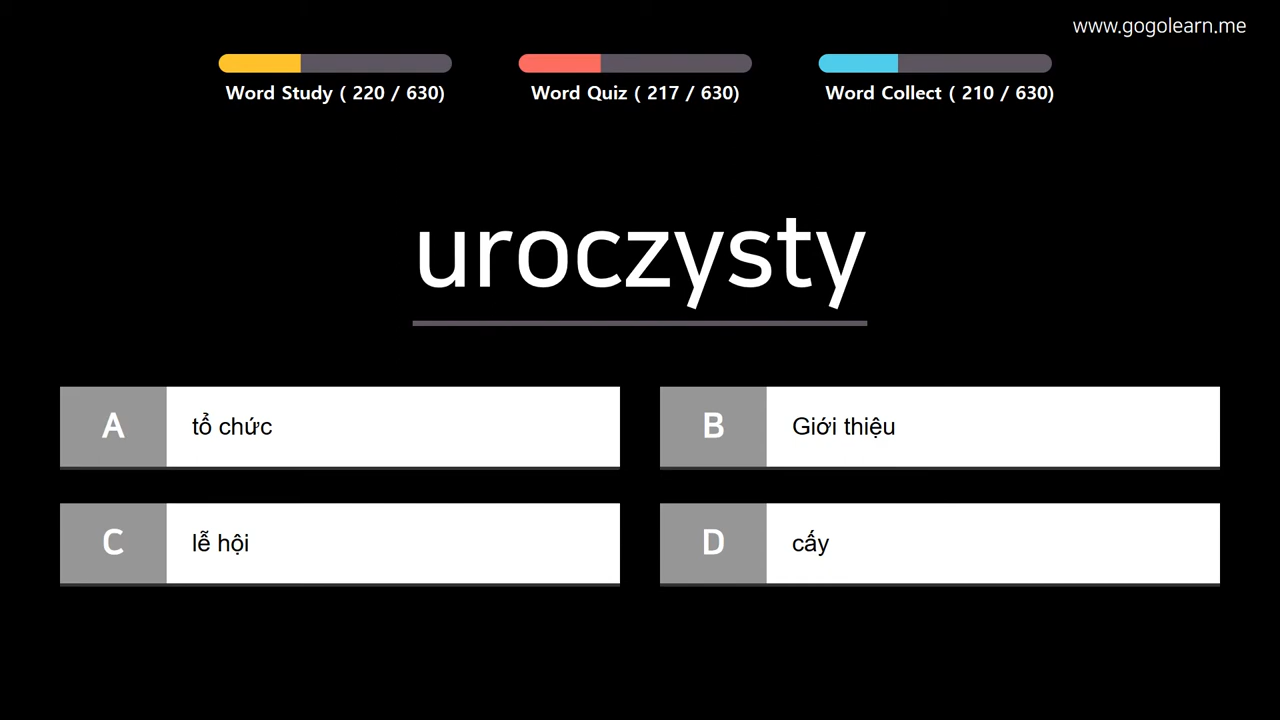 www.gogolearn.me
Word Study ( 220 / 630)
Word Quiz ( 217 / 630)
Word Collect ( 210 / 630)
uroczysty
A tổ chức
B Giới thiệu
C lễ hội
D cấy